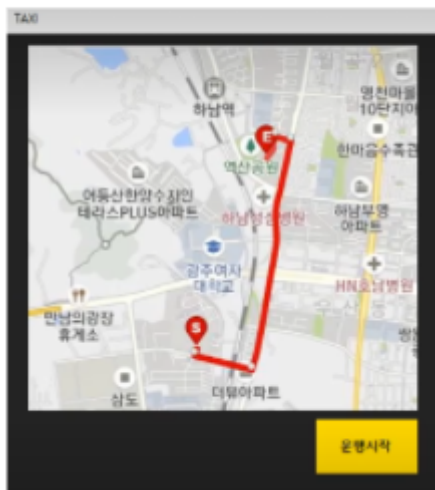 TAXI
하남역
영천마을
10단지아
E
한마음수족관
역산공원
어등산한양수자인
테라스PLUS아파트
하남성심병원
하남부영
아파트
광주여자
대학교
HN호남병원
만남의광장
휴게소
S
삼도
더뷰아파트
운행시작